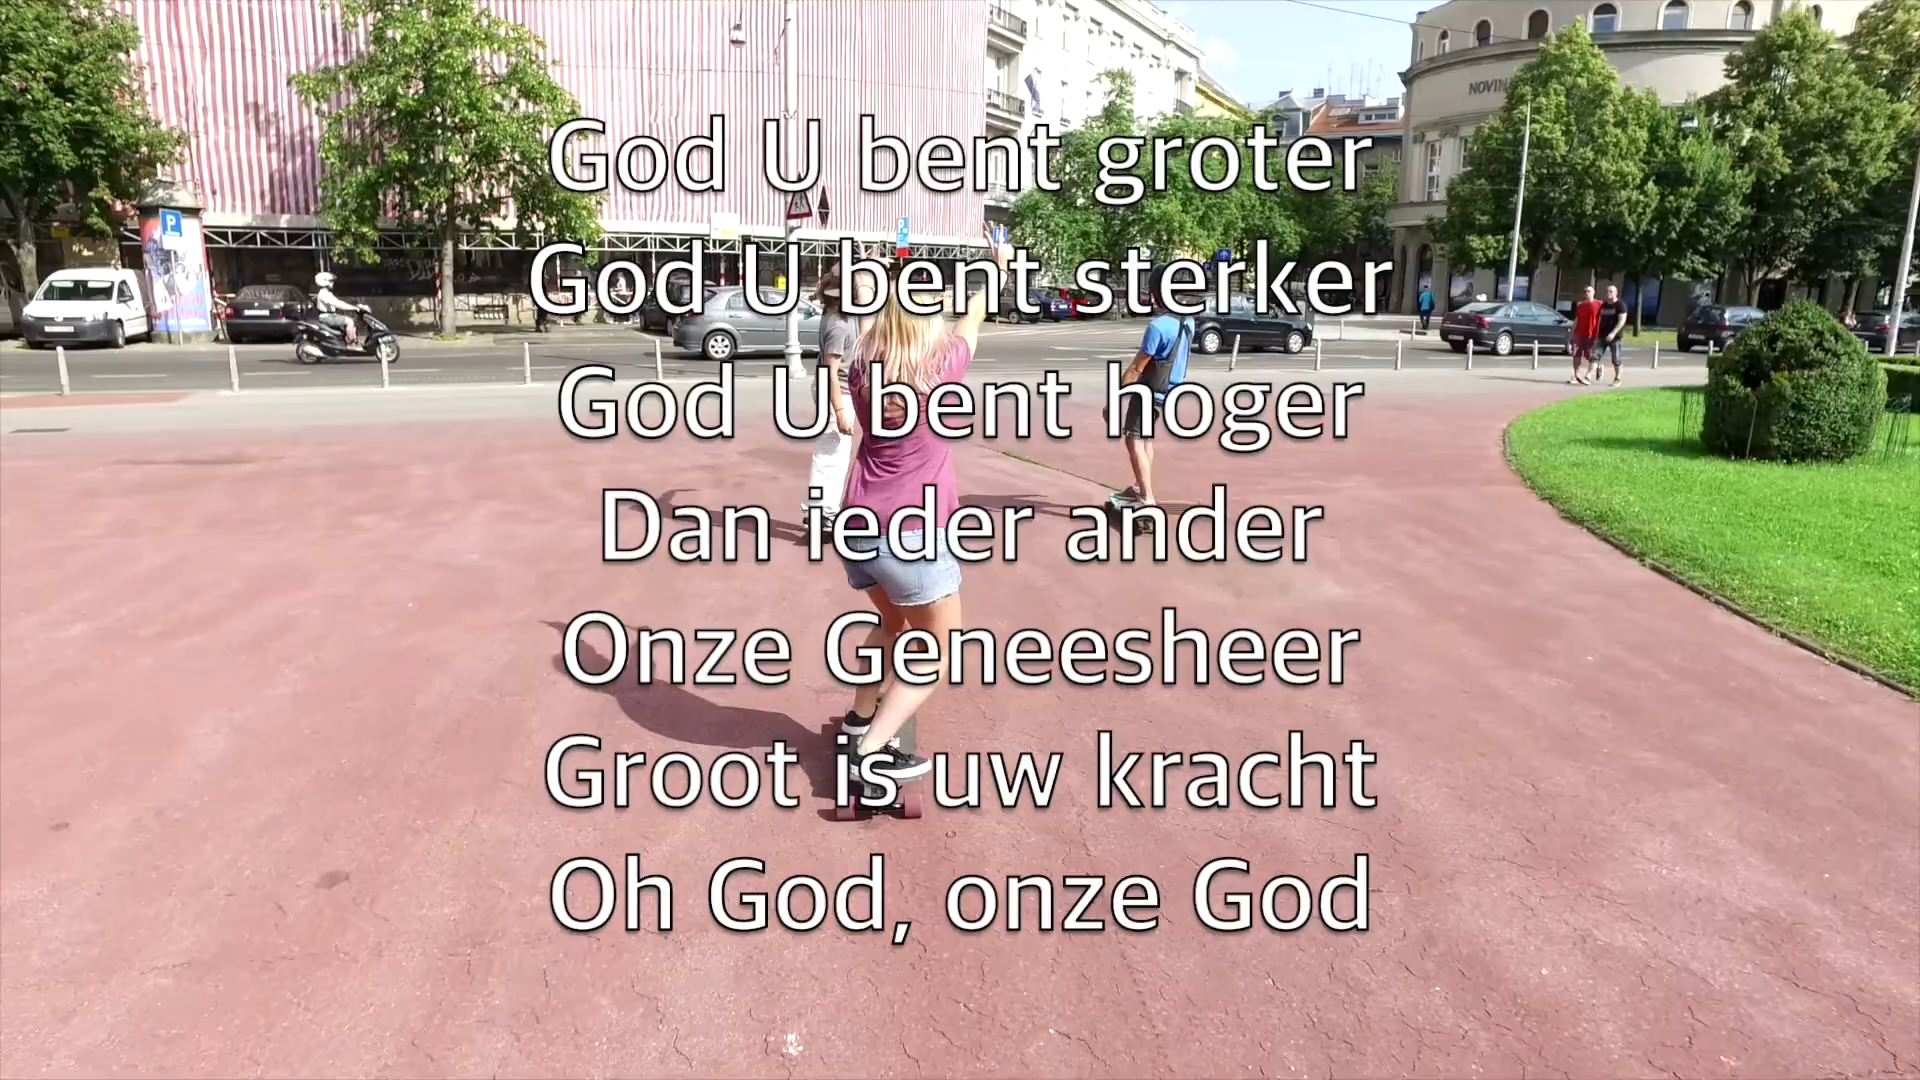 God U bent groter
God U bent sterker
God U bent hoger
Dan ieder ander
Onze Geneesheer
Groot is uw kracht
Oh God, onze God
P
P